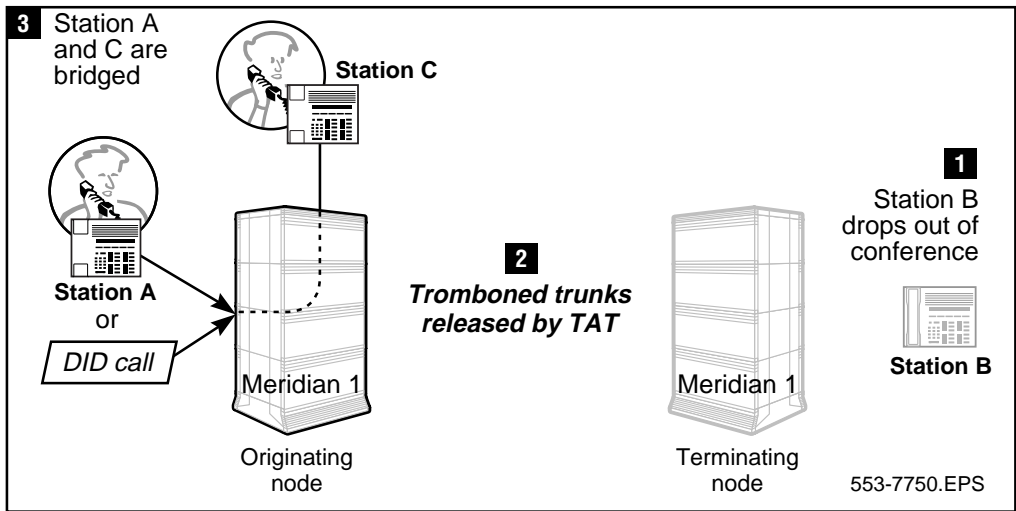 3 Station A
and C are
bridged
Station C
Station A
or
DID call
Meridian 1
Originating
node
2
Tromboned trunks
released by TAT
1
Station B
drops out of
conference
Station B
Meridian 1
Terminating
node
553-7750.EPS